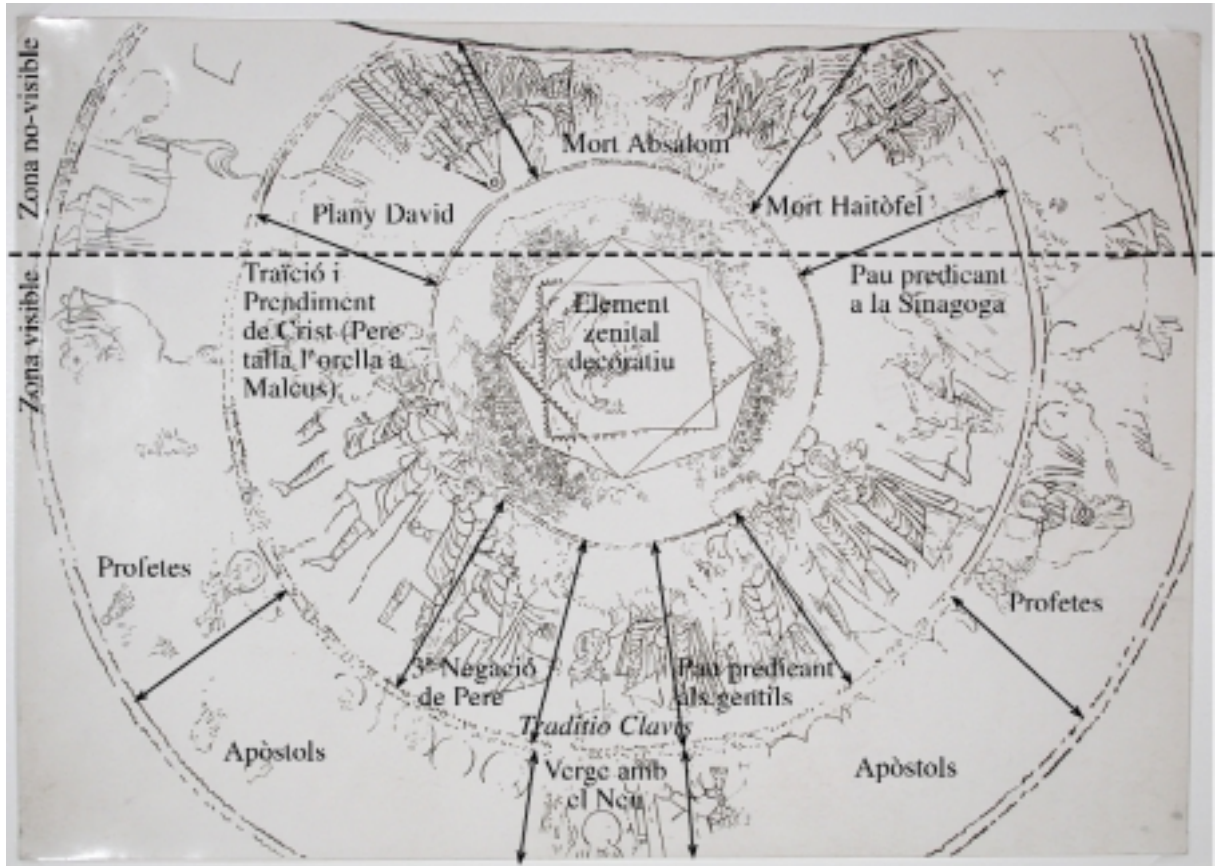 Zona no-visible
Mort Absalom
Plany David
Mort Haitòfel
Zona visible
Traïció i
Prendiment
de Crist (Pere
talla l'orella a
Malcus)
Element
zenital
decoratiu
Pau predicant
a la Sinagoga
Profetes
Profetes
3ª Negació
de Pere
Pau predicant
als gentils
Traditio Clavis
Apòstols
Verge amb
el Nen
Apòstols